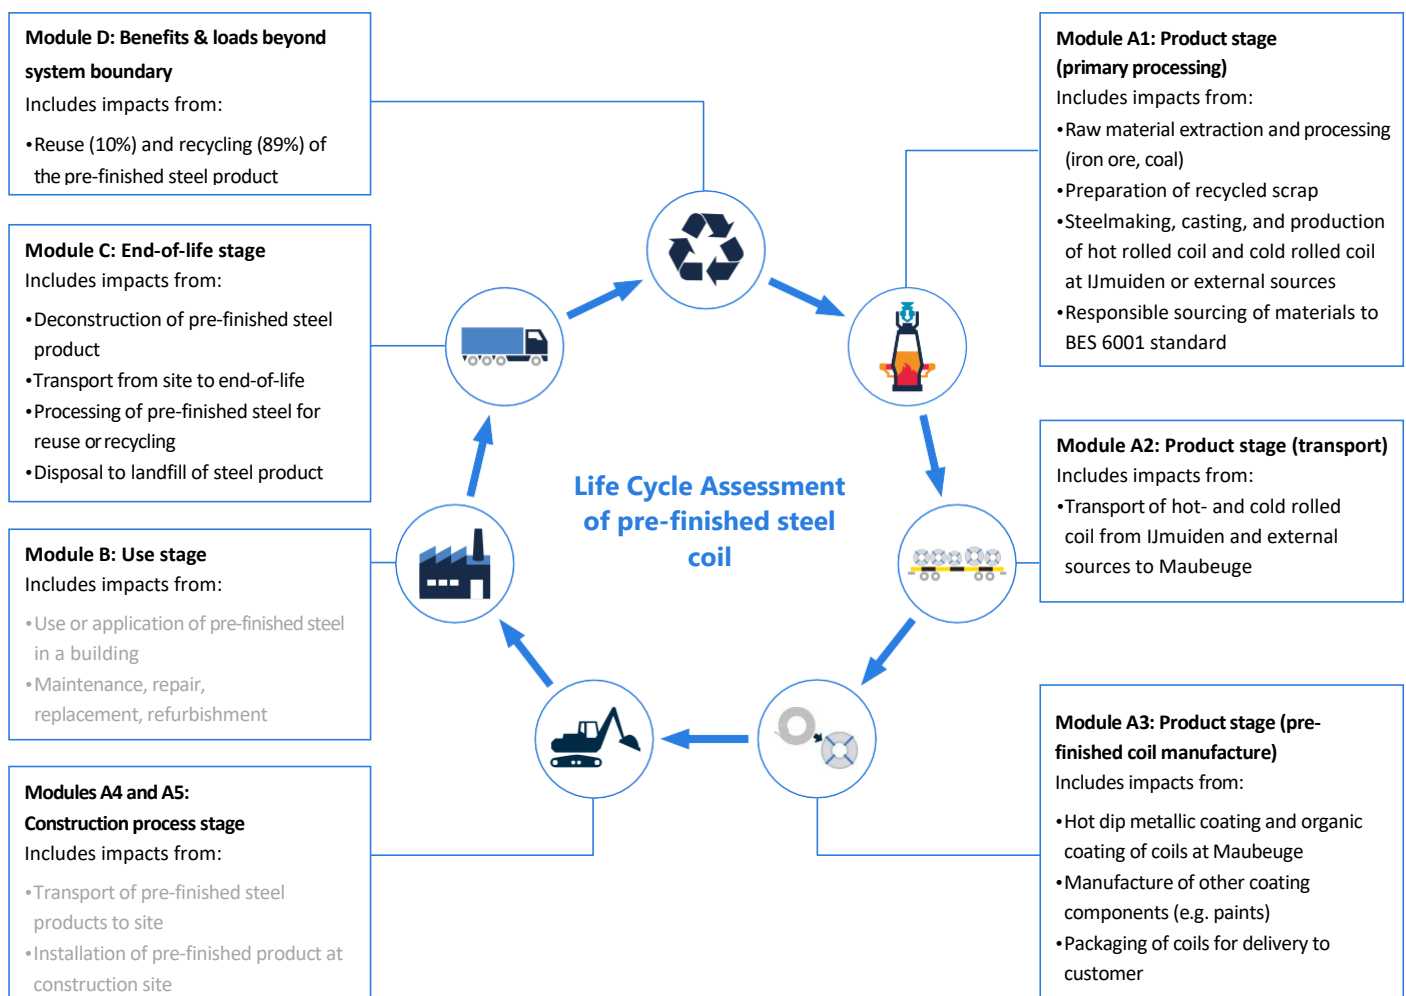 Module D: Benefits & loads beyond
system boundary
Includes impacts from:
•Reuse (10%) and recycling (89%) of
the pre-finished steel product
Module C: End-of-life stage
Includes impacts from:
•Deconstruction of pre-finished steel
product
•Transport from site to end-of-life
•Processing of pre-finished steel for
reuse or recycling
•Disposal to landfill of steel product
Module B: Use stage
Includes impacts from:
•Use or application of pre-finished steel
in a building
•Maintenance, repair,
replacement, refurbishment
Modules A4 and A5:
Construction process stage
Includes impacts from:
•Transport of pre-finished steel
products to site
•Installation of pre-finished product at
construction site
Life Cycle Assessment
of pre-finished steel
coil
Module A1: Product stage
(primary processing)
Includes impacts from:
•Raw material extraction and processing
(iron ore, coal)
•Preparation of recycled scrap
•Steelmaking, casting, and production
of hot rolled coil and cold rolled coil
at IJmuiden or external sources
•Responsible sourcing of materials to
BES 6001 standard
Module A2: Product stage (transport)
Includes impacts from:
•Transport of hot- and cold rolled
coil from IJmuiden and external
sources to Maubeuge
Module A3: Product stage (pre-
finished coil manufacture)
Includes impacts from:
•Hot dip metallic coating and organic
coating of coils at Maubeuge
•Manufacture of other coating
components (e.g. paints)
•Packaging of coils for delivery to
customer